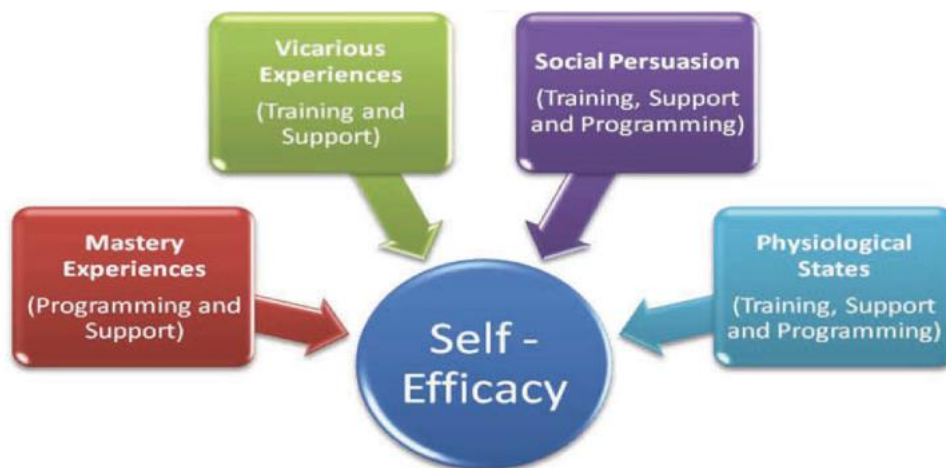 Vicarious
Experiences
(Training and
Support)
Social Persuasion
(Training, Support
and Programming)
Mastery
Experiences
(Programming and
Support)
Physiological
States
(Training, Support
and Programming)
Self -
Efficacy